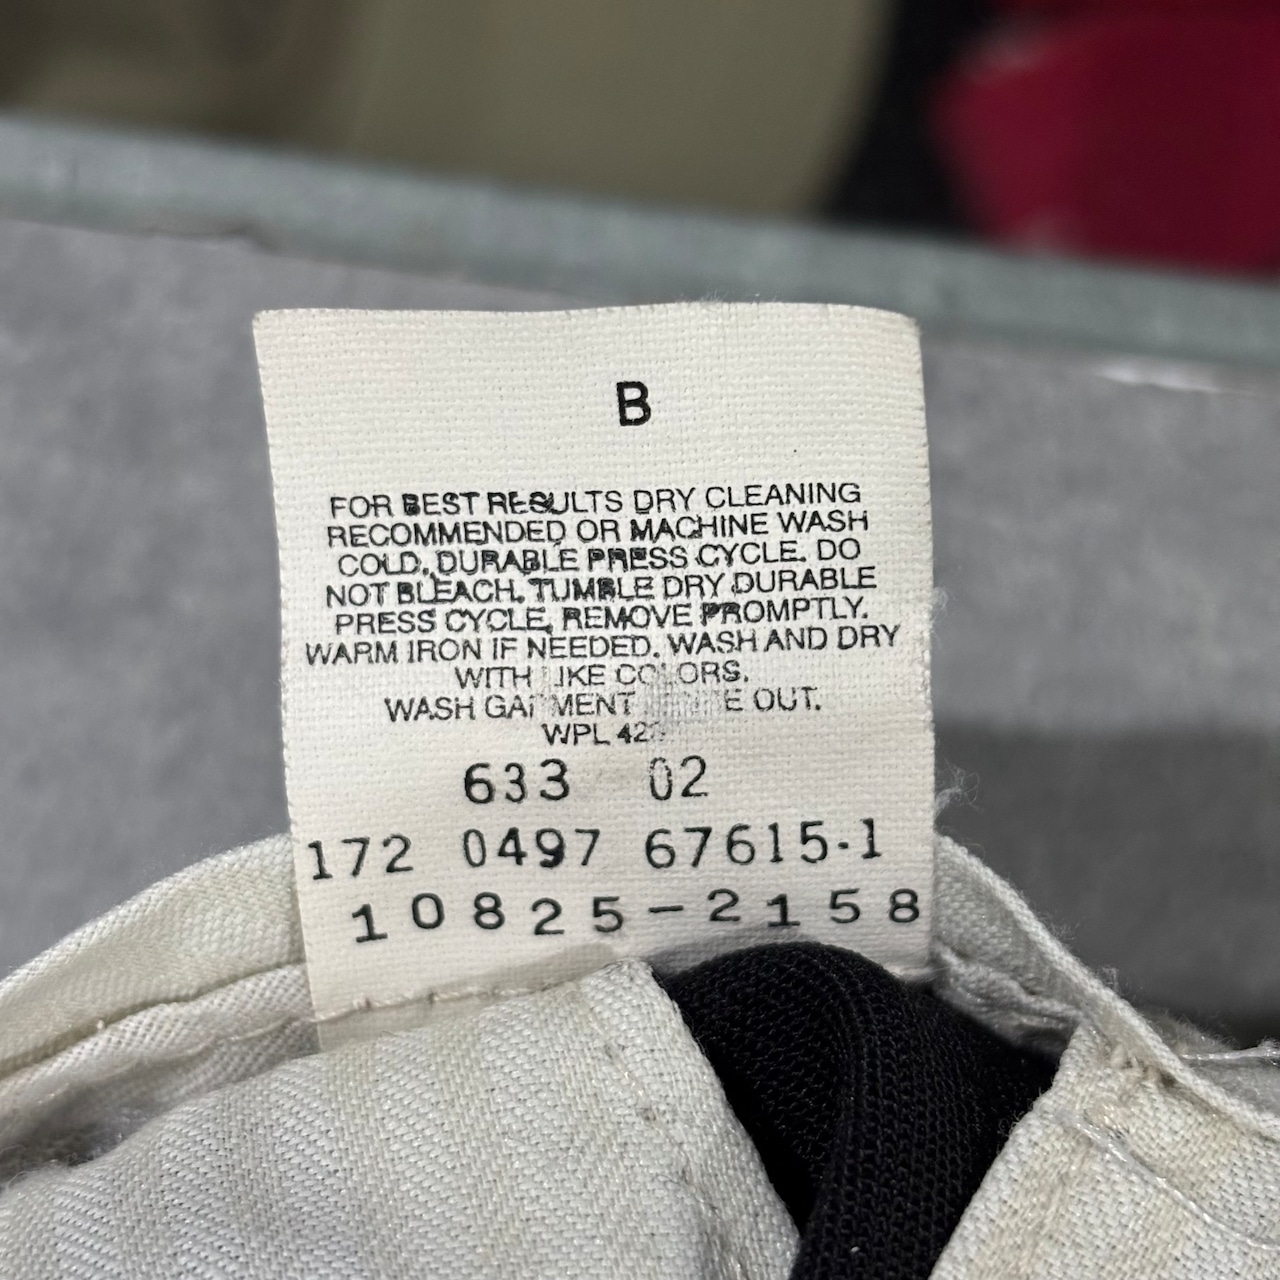 B
FOR BEST RESULTS DRY CLEANING
RECOMMENDED OR MACHINE WASH
COLD, DURABLE PRESS CYCLE. DO
NOT BLEACH, TUMBLE DRY DURABLE
PRESS CYCLE, REMOVE PROMPTLY.
WARM IRON IF NEEDED. WASH AND DRY
WITH LIKE COLORS.
WASH GARMENT OUT.
WPL
633 02
172 0497 67615-1
10825-2158